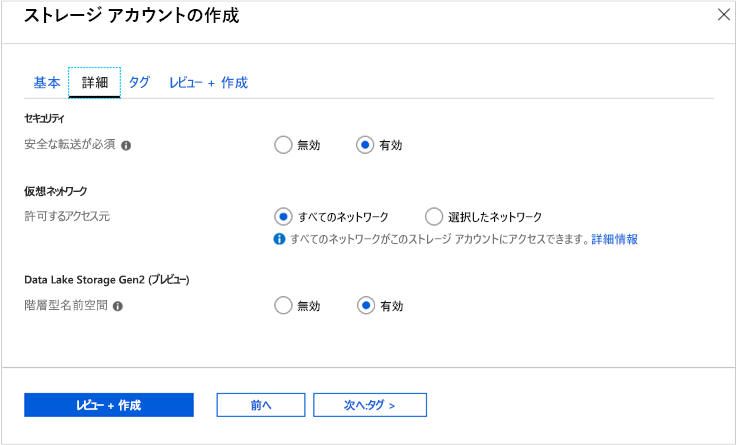 ストレージ アカウントの作成
基本 詳細 タグ レビュー + 作成
セキュリティ
安全な転送が必須 無効 有効
仮想ネットワーク
許可するアクセス元 すべてのネットワーク 選択したネットワーク
すべてのネットワークがこのストレージ アカウントにアクセスできます。詳細情報
Data Lake Storage Gen2 (プレビュー)
階層型名前空間 無効 有効
レビュー + 作成 前へ 次へ:タグ >